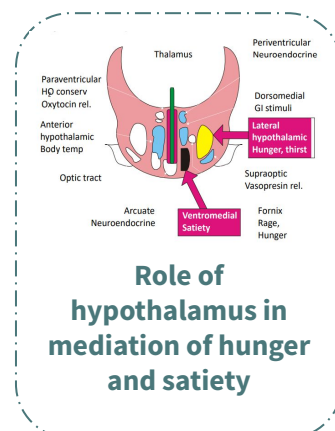 Thalamus
Periventricular
Neuroendocrine
Paraventricular
H₂O conserv
Oxytocin rel.
Dorsomedial
GI stimuli
Anterior
hypothalamic
Body temp
Lateral
hypothalamic
Hunger, thirst
Optic tract
Supraoptic
Vasopresin rel.
Arcuate
Neuroendocrine
Ventromedial
Satiety
Fornix
Rage,
Hunger
Role of
hypothalamus in
mediation of hunger
and satiety